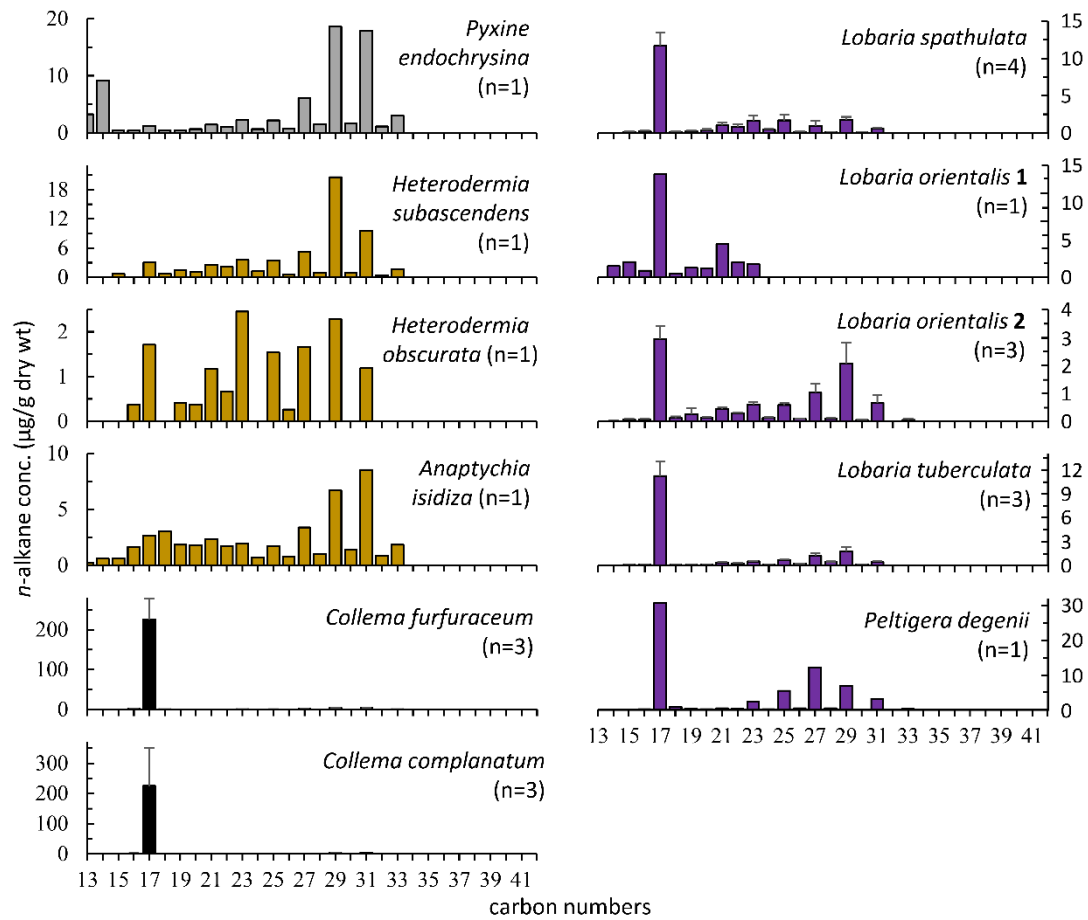 n-alkane conc. (µg/g dry wt)
20
10
0
Pyxine
endochrysina
(n=1)
18
12
6
0
Heterodermia
subascendens
(n=1)
2
1
0
Heterodermia
obscurata (n=1)
10
5
0
Anaptychia
isidiza (n=1)
200
100
0
Collema furfuraceum
(n=3)
300
200
100
0
Collema complanatum
(n=3)
13 15 17 19 21 23 25 27 29 31 33 35 37 39 41
Lobaria spathulata
(n=4)
15
10
5
0
Lobaria orientalis 1
(n=1)
15
10
5
0
Lobaria orientalis 2
(n=3)
4
3
2
1
0
Lobaria tuberculata
(n=3)
12
9
6
3
0
Peltigera degenii
(n=1)
30
20
10
0
13 15 17 19 21 23 25 27 29 31 33 35 37 39 41
carbon numbers